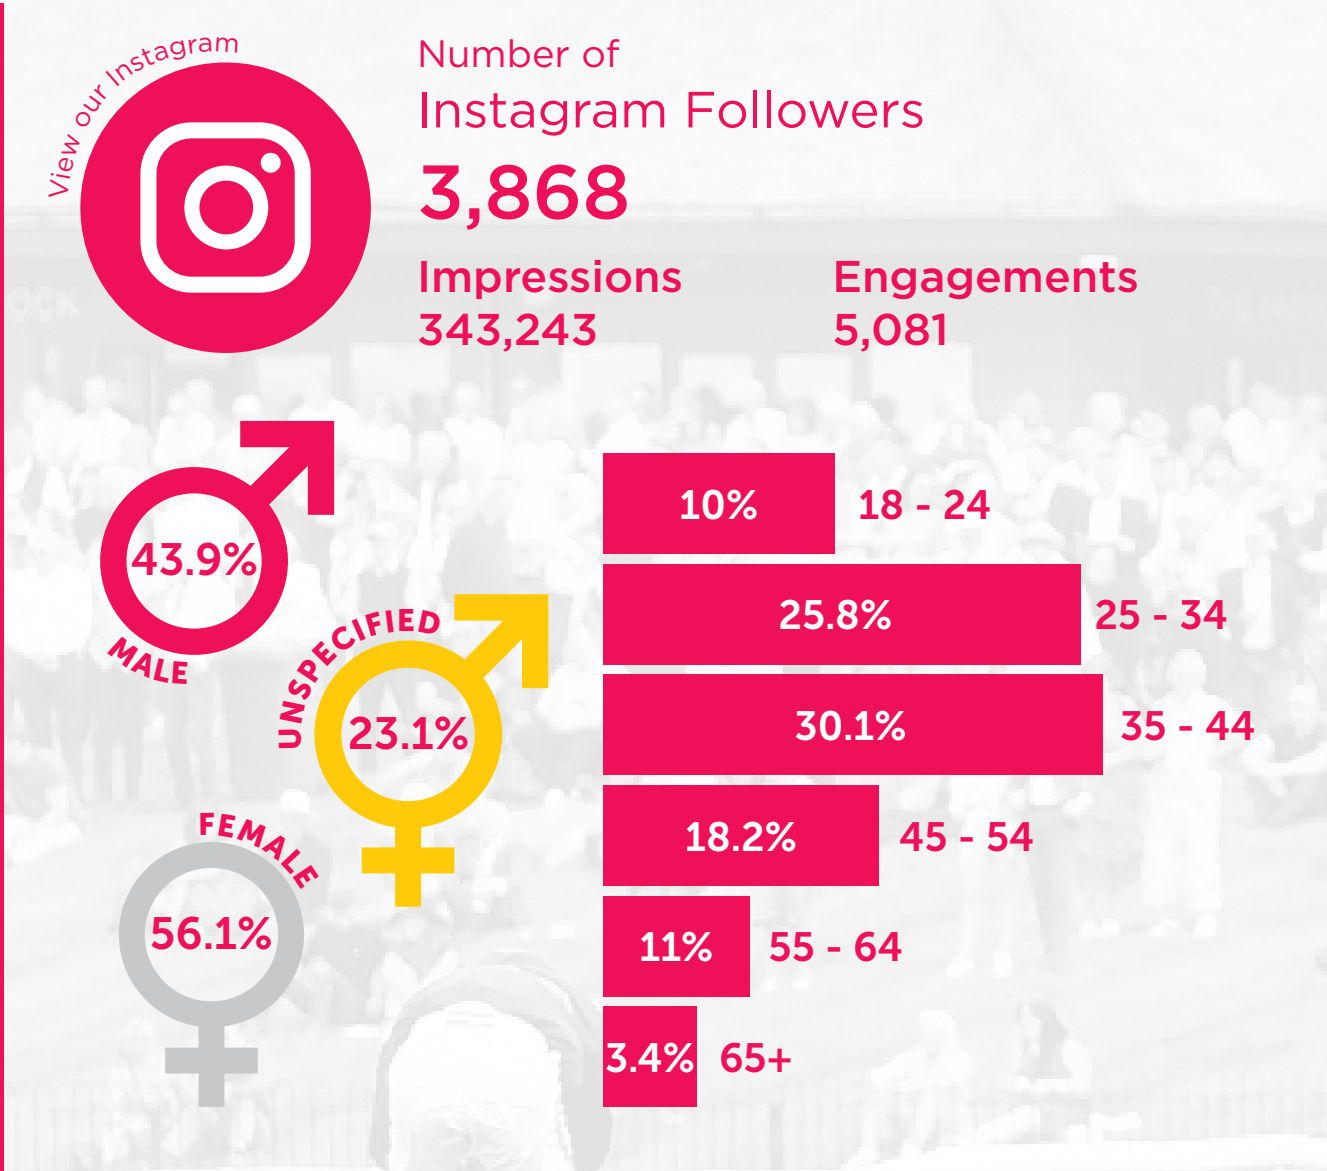 View our Instagram
Number of
Instagram Followers
3,868
Impressions
343,243
Engagements
5,081
43.9%
MALE
UNSPECIFIED
23.1%
FEMALE
56.1%
10% 18 - 24
25.8% 25 - 34
30.1% 35 - 44
18.2% 45 - 54
11% 55 - 64
3.4% 65+